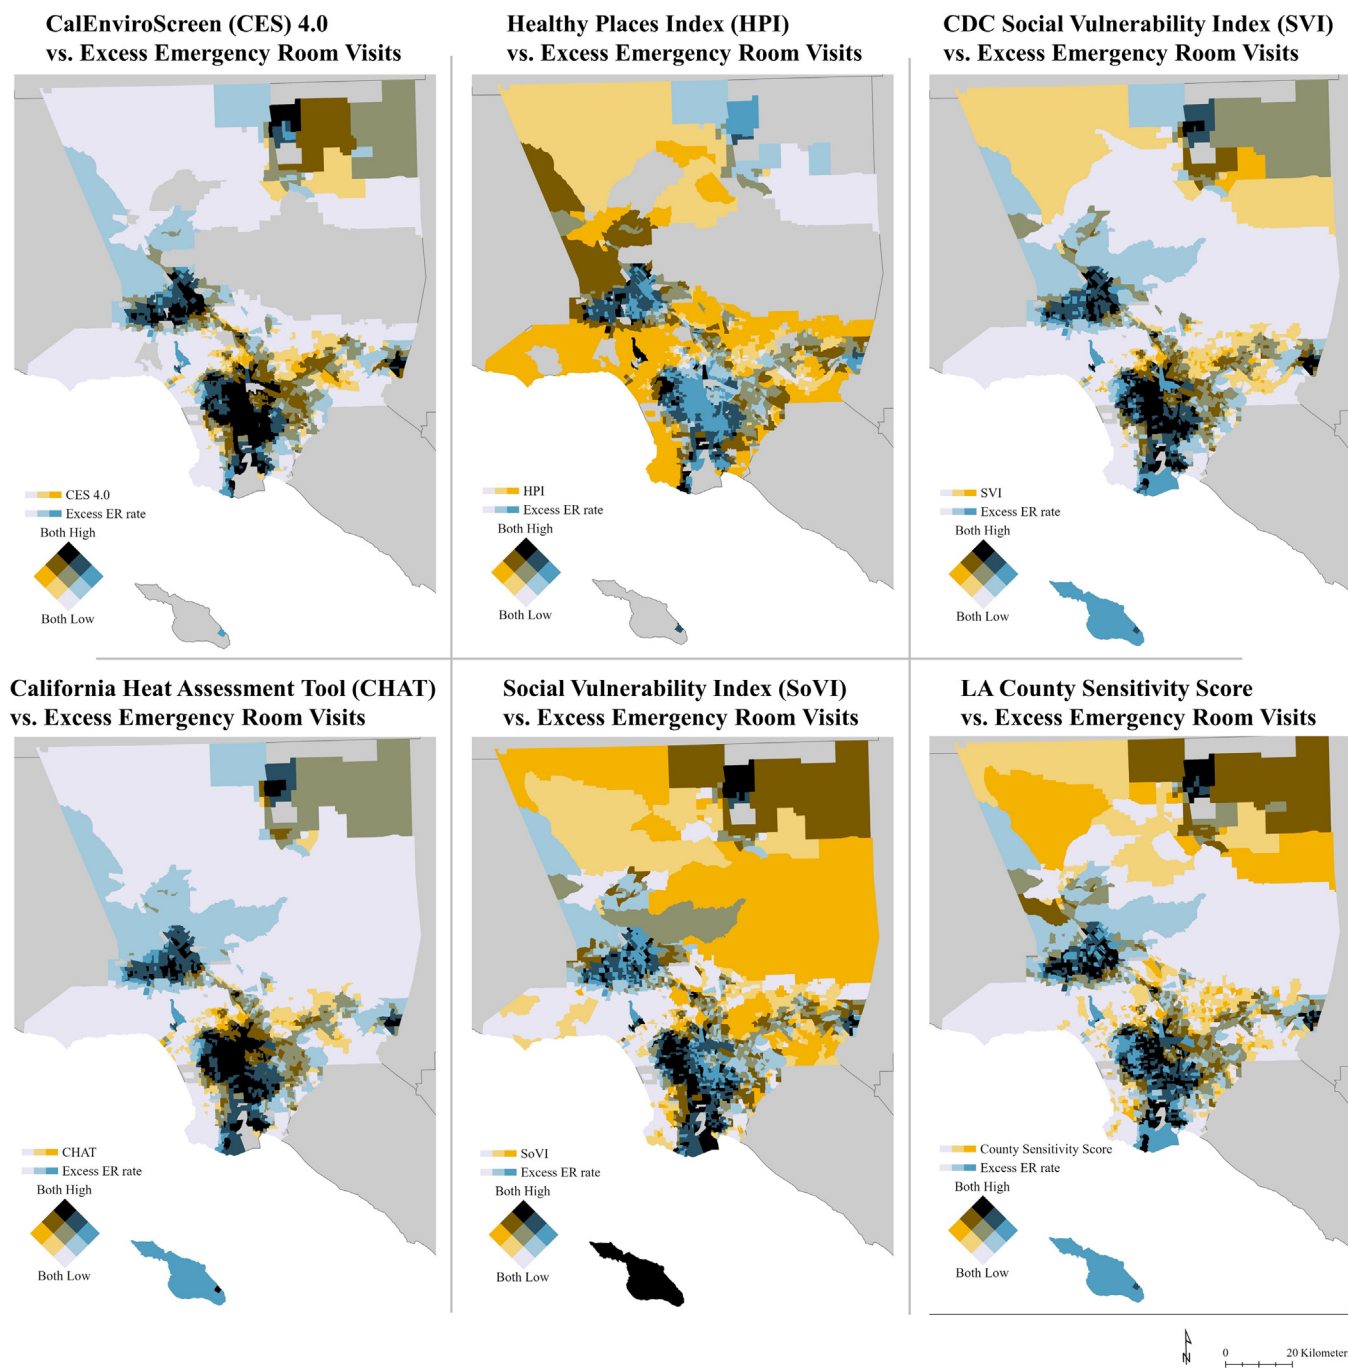 CalEnviroScreen (CES) 4.0
vs. Excess Emergency Room Visits
Healthy Places Index (HPI)
vs. Excess Emergency Room Visits
CDC Social Vulnerability Index (SVI)
vs. Excess Emergency Room Visits
CES 4.0
Excess ER rate
Both High
Both Low
HPI
Excess ER rate
Both High
Both Low
SVI
Excess ER rate
Both High
Both Low
California Heat Assessment Tool (CHAT)
vs. Excess Emergency Room Visits
Social Vulnerability Index (SoVI)
vs. Excess Emergency Room Visits
LA County Sensitivity Score
vs. Excess Emergency Room Visits
CHAT
Excess ER rate
Both High
Both Low
SoVI
Excess ER rate
Both High
Both Low
County Sensitivity Score
Excess ER rate
Both High
Both Low
N
0 20 Kilometers